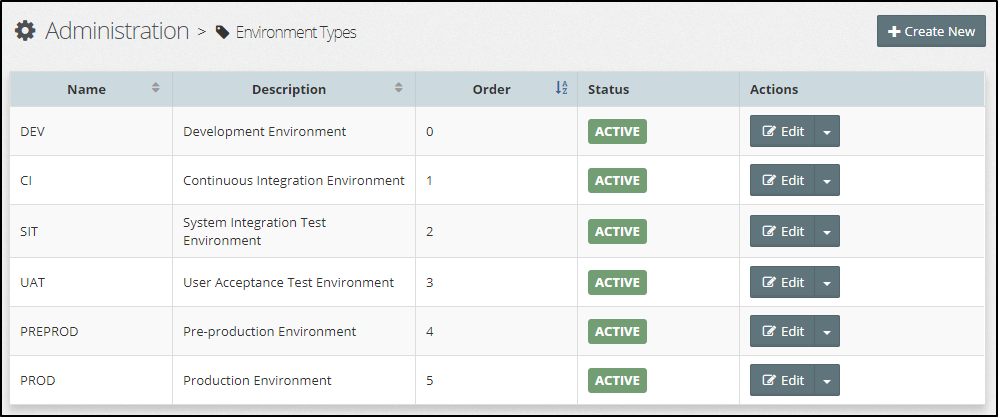 Administration > Environment Types
Create New
Name Description Order Status Actions
DEV Development Environment 0 ACTIVE Edit
CI Continuous Integration Environment 1 ACTIVE Edit
SIT System Integration Test
Environment 2 ACTIVE Edit
UAT User Acceptance Test Environment 3 ACTIVE Edit
PREPROD Pre-production Environment 4 ACTIVE Edit
PROD Production Environment 5 ACTIVE Edit